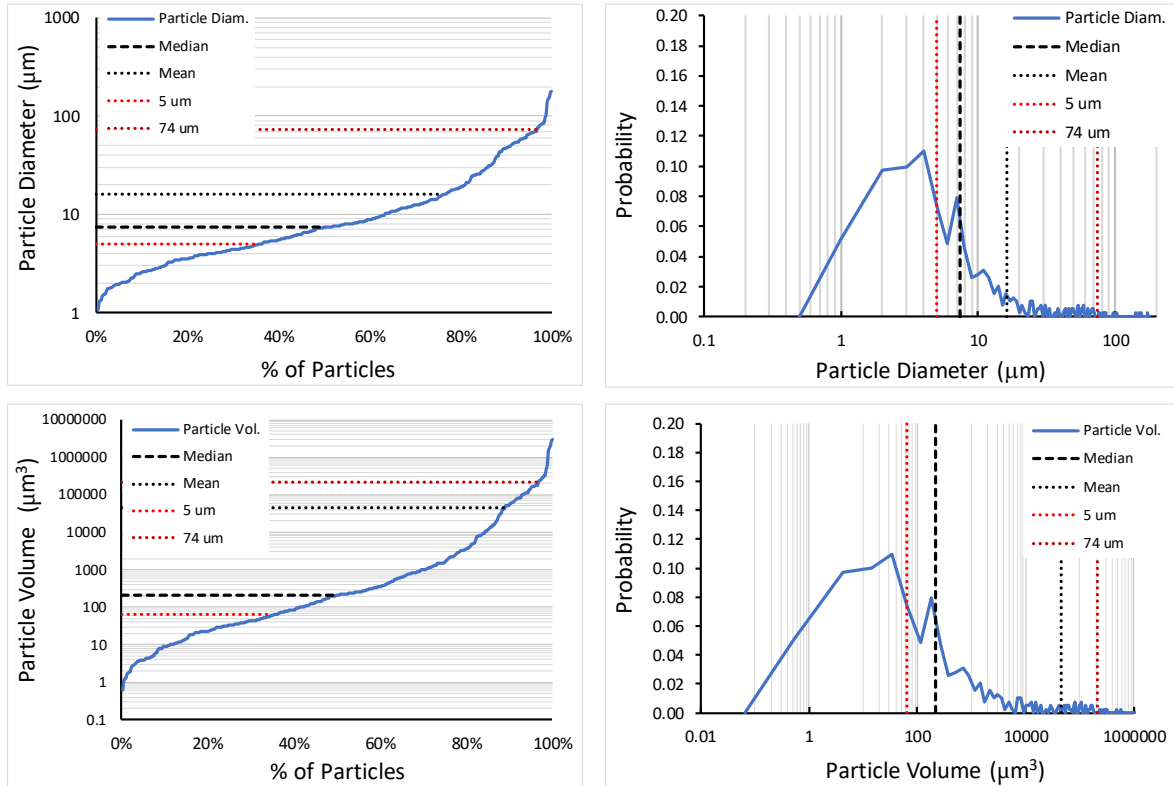 1000
100
10
1
Particle Diameter (μm)
Particle Diam.
Median
Mean
5 um
74 um
0% 20% 40% 60% 80% 100%
% of Particles
0.20
0.18
0.16
0.14
0.12
0.10
0.08
0.06
0.04
0.02
0.00
Probability
Particle Diam.
Median
Mean
5 um
74 um
0.1 1 10 100
Particle Diameter (μm)
10000000
1000000
100000
10000
1000
100
10
1
0.1
Particle Volume (μm³)
Particle Vol.
Median
Mean
5 um
74 um
0% 20% 40% 60% 80% 100%
% of Particles
0.20
0.18
0.16
0.14
0.12
0.10
0.08
0.06
0.04
0.02
0.00
Probability
Particle Vol.
Median
Mean
5 um
74 um
0.01 1 100 10000 1000000
Particle Volume (μm³)